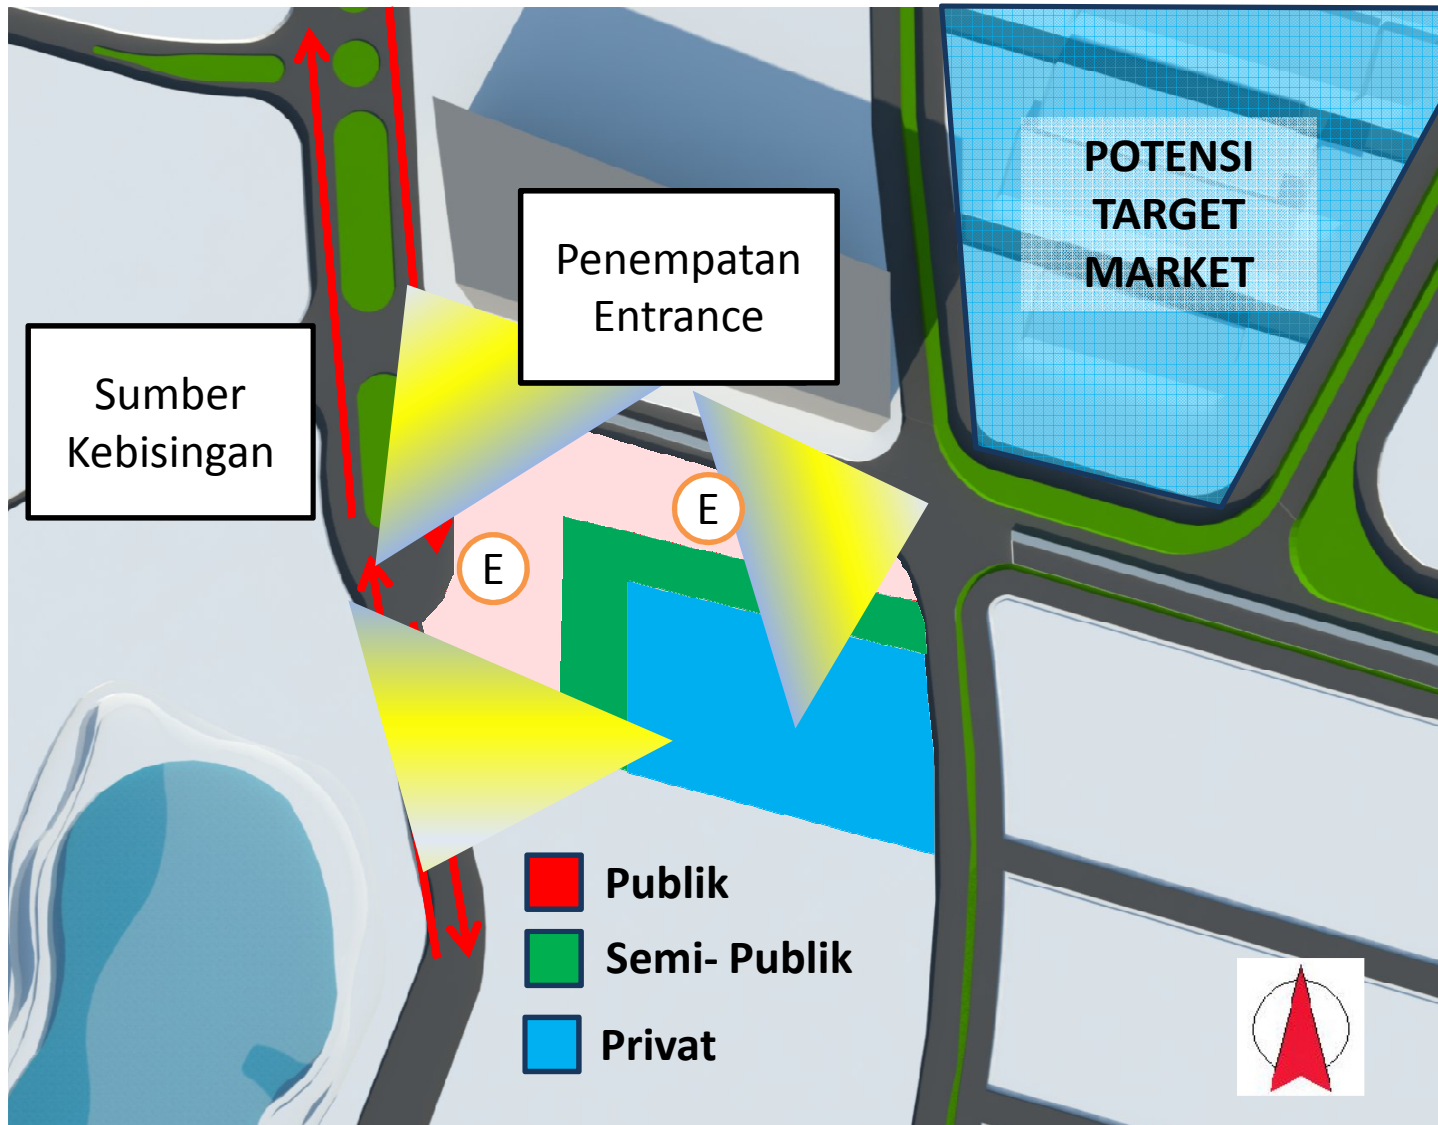 POTENSI
TARGET
MARKET
Penempatan
Entrance
Sumber
Kebisingan
E
E
Publik
Semi- Publik
Privat